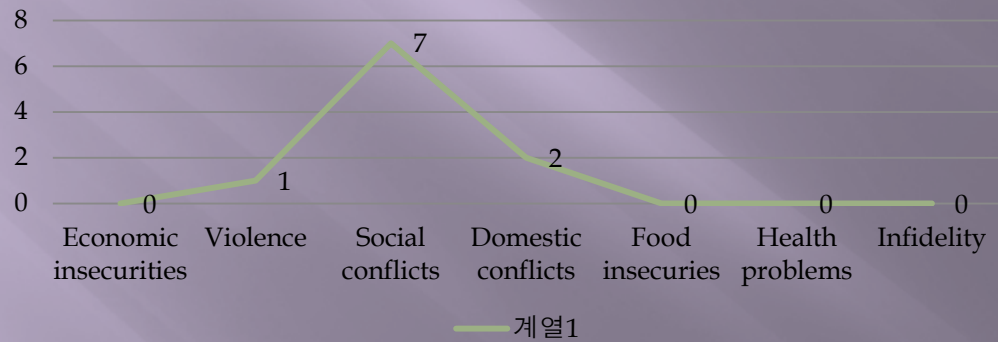 8
6
4
2
0
7
2
1
0
0
0
0
Economic
insecurities
Violence
Social
conflicts
Domestic
conflicts
Food
insecuries
Health
problems
Infidelity
계열1